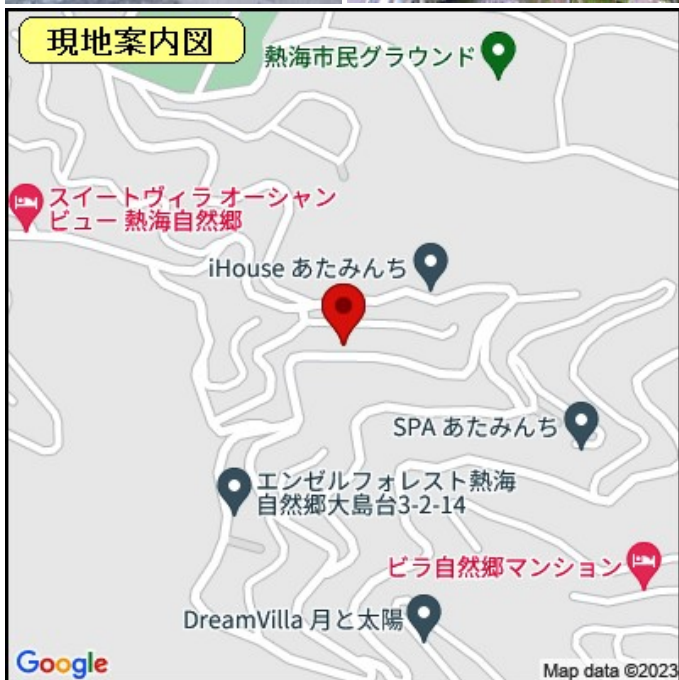 現地案内図
熱海市民グラウンド
スイートヴィラ オーシャン
ビュー 熱海自然郷
iHouse あたみんち
SPA あたみんち
エンゼルフォレスト熱海
自然郷大島台3-2-14
ビラ自然郷マンション
DreamVilla 月と太陽
Google
Map data ©2023